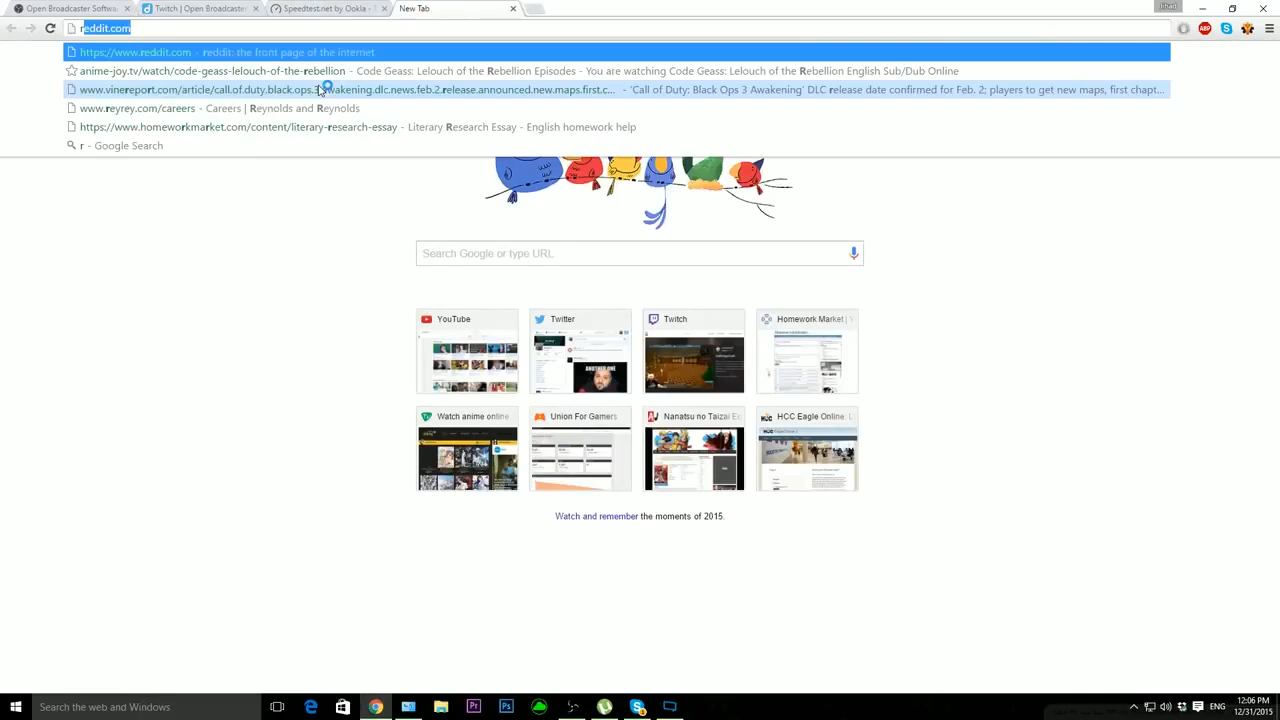 Open Broadcaster Softwa
Twitch | Open Broadcaster
Speedtest.net by Ookla - T
New Tab
Jihad
reddit.com
ABP
https://www.reddit.com - reddit: the front page of the internet
anime-joy.tv/watch/code-geass-lelouch-of-the-rebellion - Code Geass: Lelouch of the Rebellion Episodes - You are watching Code Geass: Lelouch of the Rebellion English Sub/Dub Online
www.vinereport.com/article/call.of.duty.black.ops.3.awakening.dlc.news.feb.2.release.announced.new.maps.first.c... - 'Call of Duty: Black Ops 3 Awakening' DLC release date confirmed for Feb. 2; players to get new maps, first chapt...
www.reyrey.com/careers - Careers | Reynolds and Reynolds
https://www.homeworkmarket.com/content/literary-research-essay - Literary Research Essay - English homework help
r - Google Search
Search Google or type URL
YouTube
Twitter
Twitch
Homework Market | Y
ANOTHER ONE
Watch anime online
Union For Gamers
Nanatsu no Taizai E
HCC Eagle Online: L
Watch and remember the moments of 2015.
Search the web and Windows
Pr
Ps
ENG
12:06 PM
12/31/2015